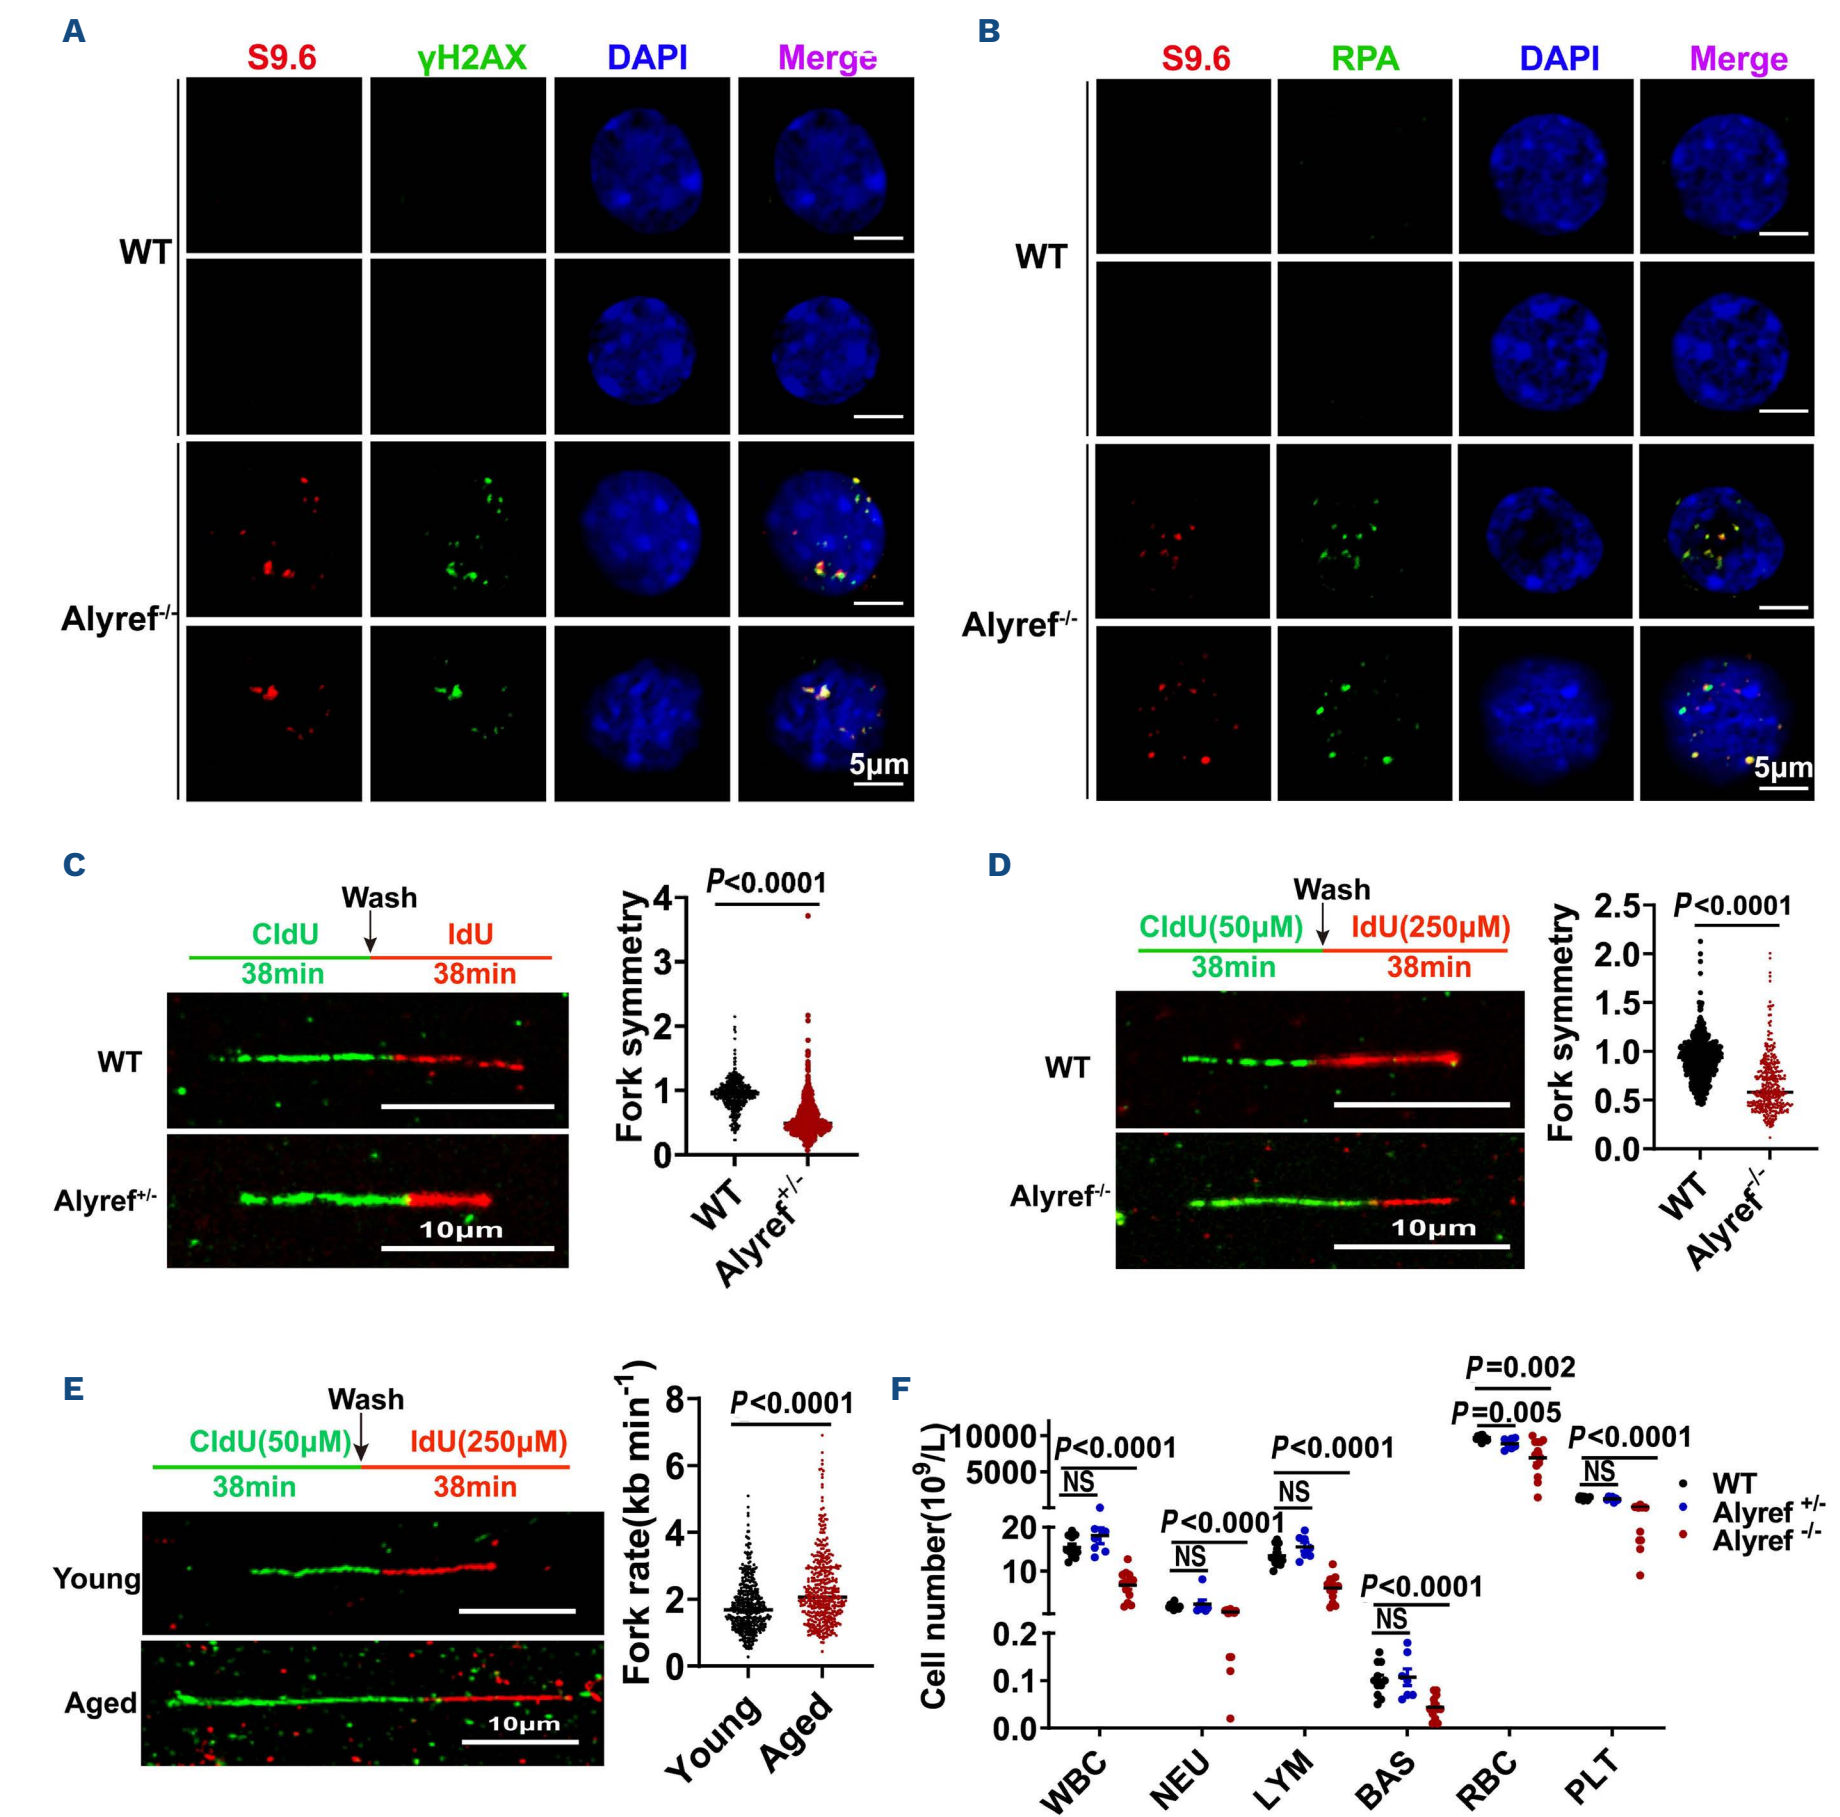 A
S9.6 γH2AX DAPI Merge
WT
Alyref-/-
5μm
B
S9.6 RPA DAPI Merge
WT
Alyref-/-
5μm
C
Wash
CldU IdU
38min 38min
WT
Alyref+/-
10μm
P<0.0001
Fork symmetry
4
3
2
1
0
WT
Alyref+/-
D
Wash
CldU(50μM) IdU(250μM)
38min 38min
WT
Alyref-/-
10μm
P<0.0001
Fork symmetry
2.5
2.0
1.5
1.0
0.5
0.0
WT
Alyref-/-
E
Wash
CldU(50μM) IdU(250μM)
38min 38min
Young
Aged
10μm
P<0.0001
Fork rate(kb min-1)
8
6
4
2
0
Young
Aged
F
Cell number(109/L)
10000
5000
20
10
0.2
0.1
0.0
P<0.0001
NS
P<0.0001
NS
P<0.0001
NS
P<0.0001
NS
P=0.002
P=0.005
P<0.0001
NS
WBC
NEU
LYM
BAS
RBC
PLT
WT
Alyref +/-
Alyref -/-